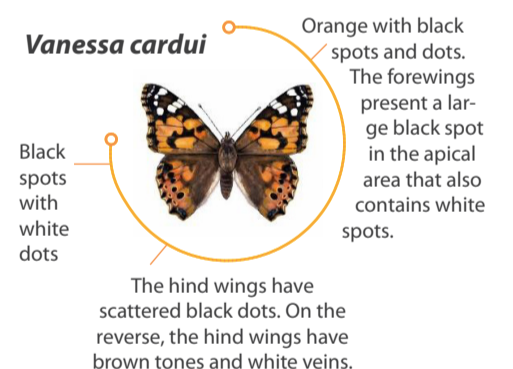 Vanessa cardui
Orange with black
spots and dots.
The forewings
present a lar-
ge black spot
in the apical
area that also
contains white
spots.
Black
spots
with
white
dots
The hind wings have
scattered black dots. On the
reverse, the hind wings have
brown tones and white veins.